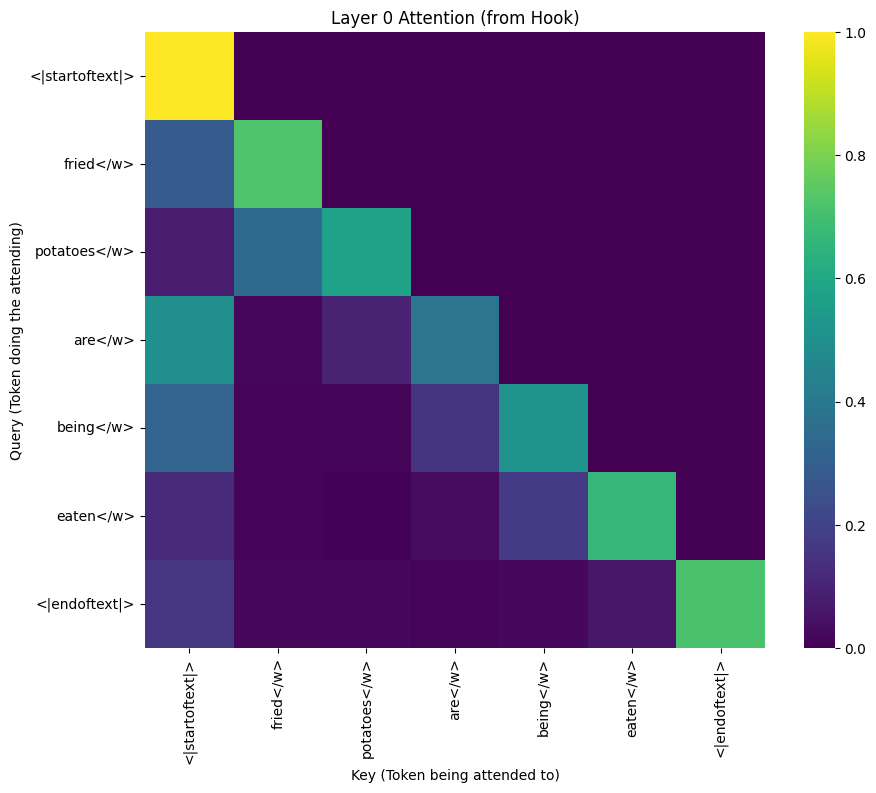 Layer 0 Attention (from Hook)
<|startoftext|>
fried</w>
potatoes</w>
are</w>
being</w>
eaten</w>
<|endoftext|>
Query (Token doing the attending)
<|startoftext|>
fried</w>
potatoes</w>
are</w>
being</w>
eaten</w>
<|endoftext|>
Key (Token being attended to)
1.0
0.8
0.6
0.4
0.2
0.0